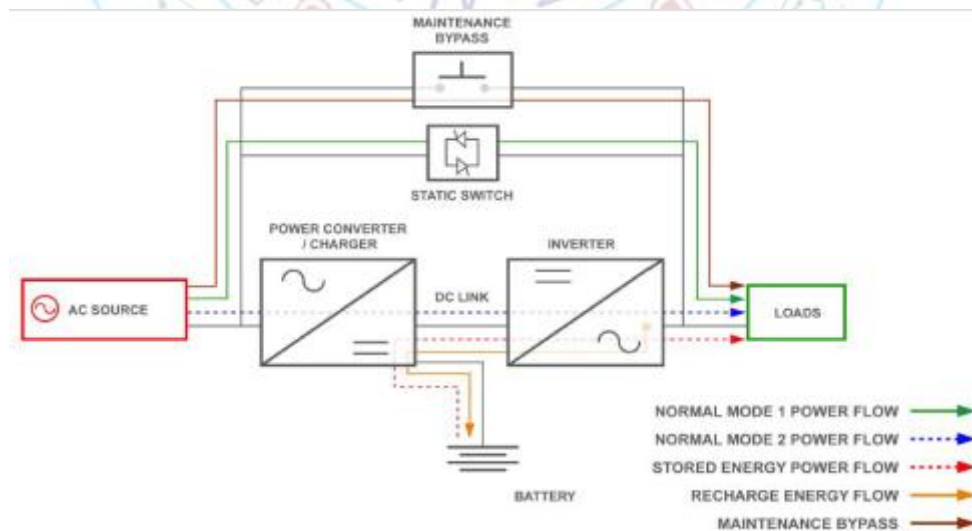 MAINTENANCE
BYPASS
STATIC SWITCH
POWER CONVERTER
/ CHARGER
INVERTER
DC LINK
AC SOURCE
LOADS
BATTERY
NORMAL MODE 1 POWER FLOW
NORMAL MODE 2 POWER FLOW
STORED ENERGY POWER FLOW
RECHARGE ENERGY FLOW
MAINTENANCE BYPASS